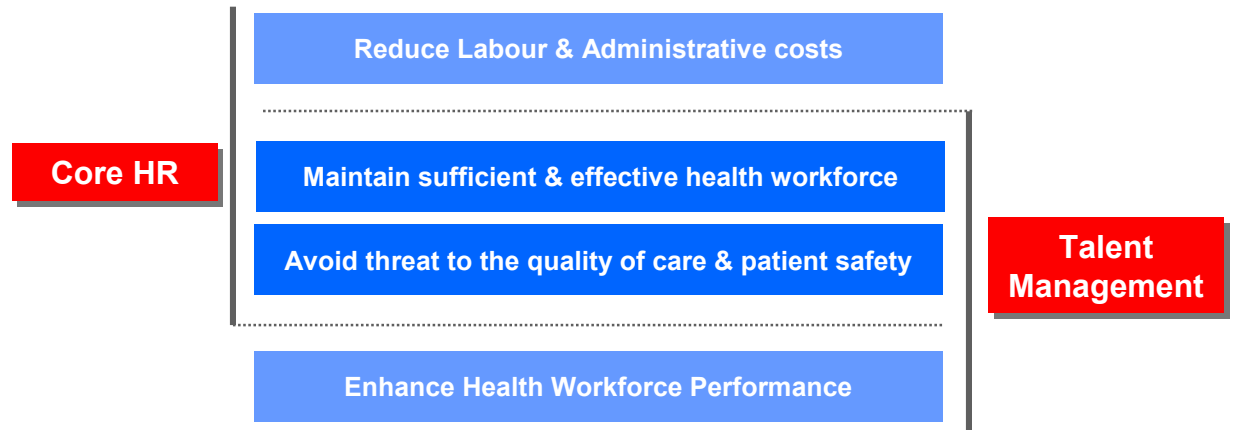 Reduce Labour & Administrative costs
Core HR
Maintain sufficient & effective health workforce
Avoid threat to the quality of care & patient safety
Talent
Management
Enhance Health Workforce Performance